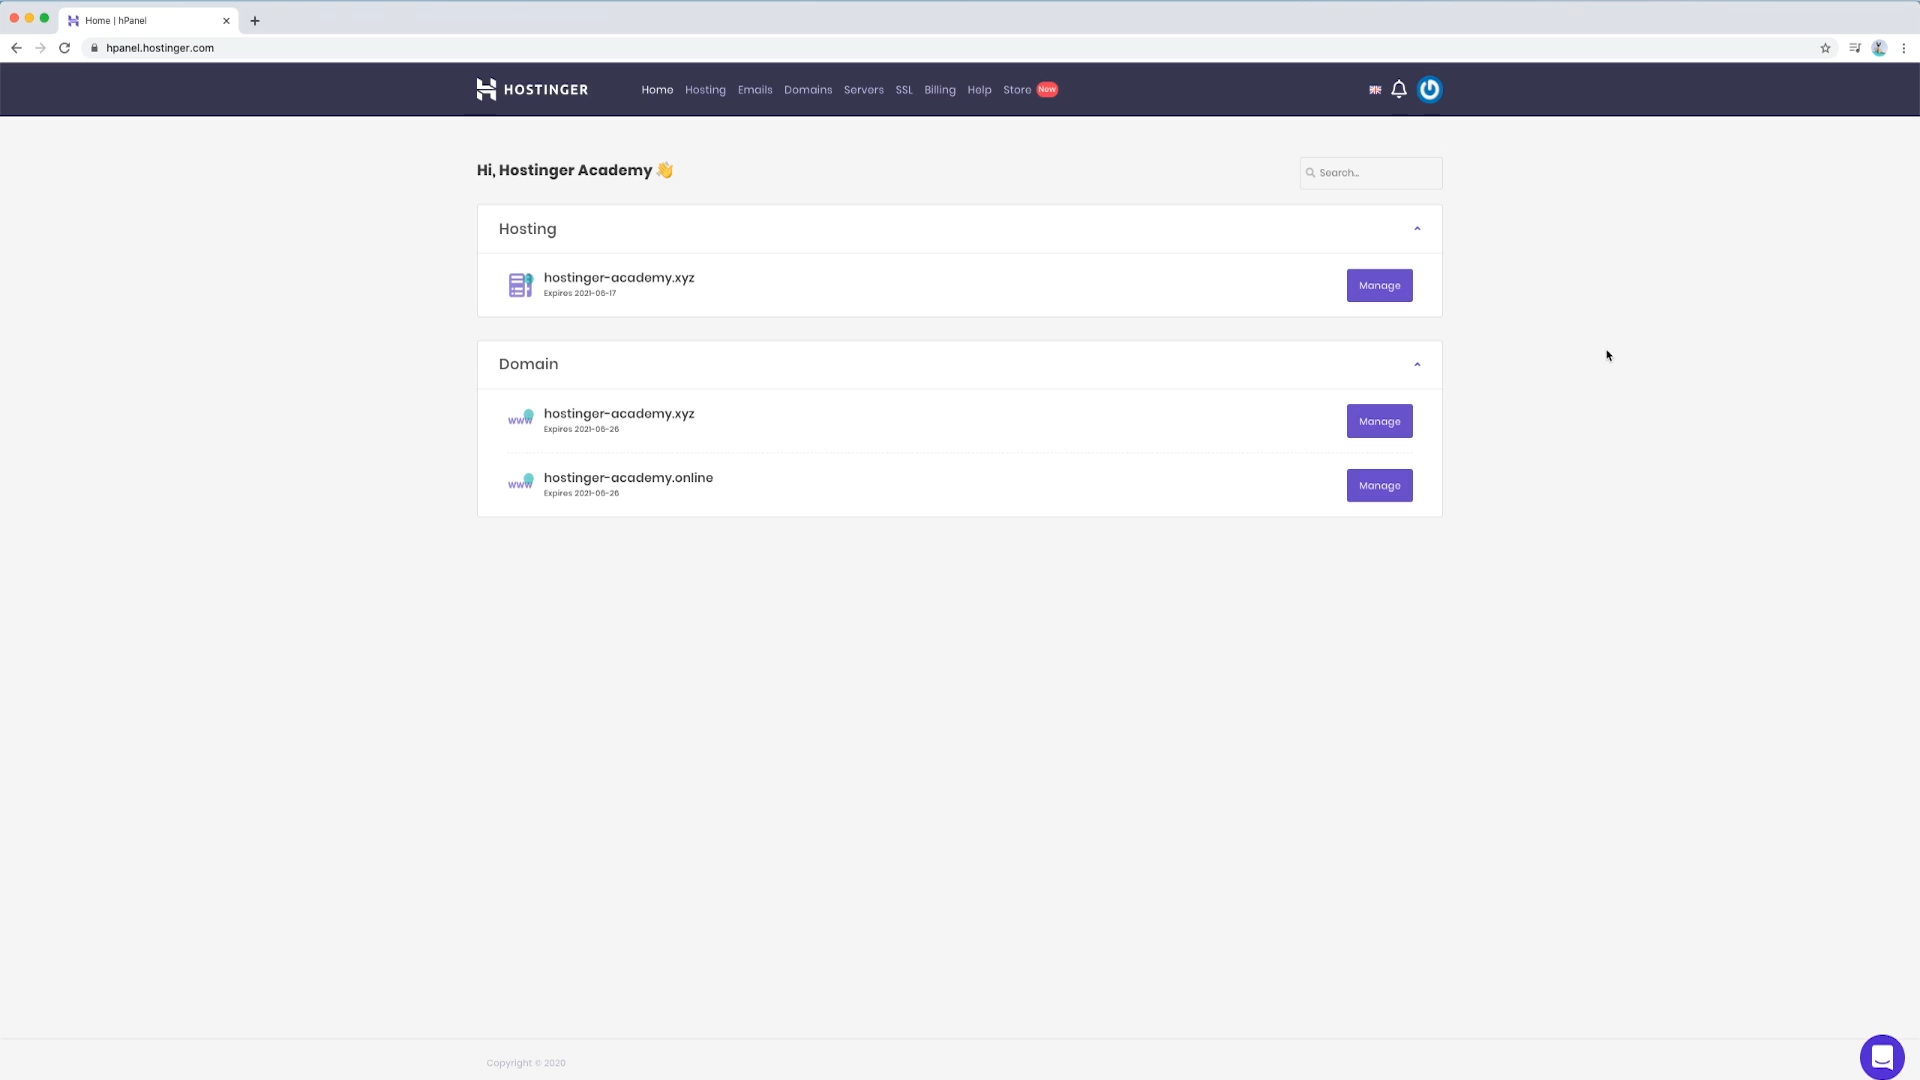 Home | hPanel
hpanel.hostinger.com
HOSTINGER Home Hosting Emails Domains Servers SSL Billing Help Store New
Hi, Hostinger Academy 👋
Search...
Hosting
hostinger-academy.xyz
Expires 2021-06-17
Manage
Domain
hostinger-academy.xyz
Expires 2021-06-26
Manage
hostinger-academy.online
Expires 2021-06-26
Manage
Copyright © 2020